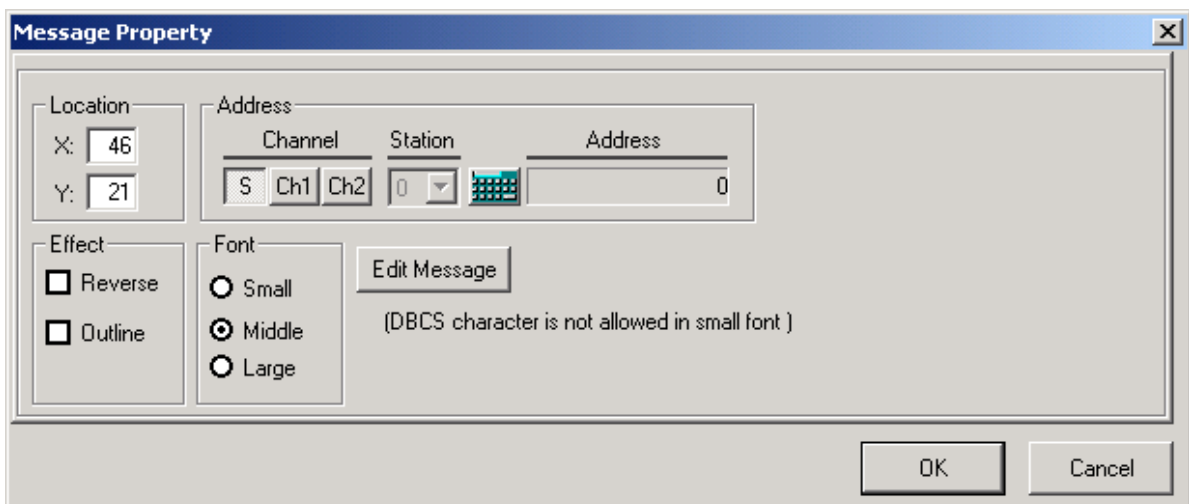 Message Property
Location
X: 46
Y: 21
Address
Channel Station Address
S Ch1 Ch2 0 0
Effect
Reverse
Outline
Font
Small
Middle
Large
Edit Message
(DBCS character is not allowed in small font )
OK Cancel